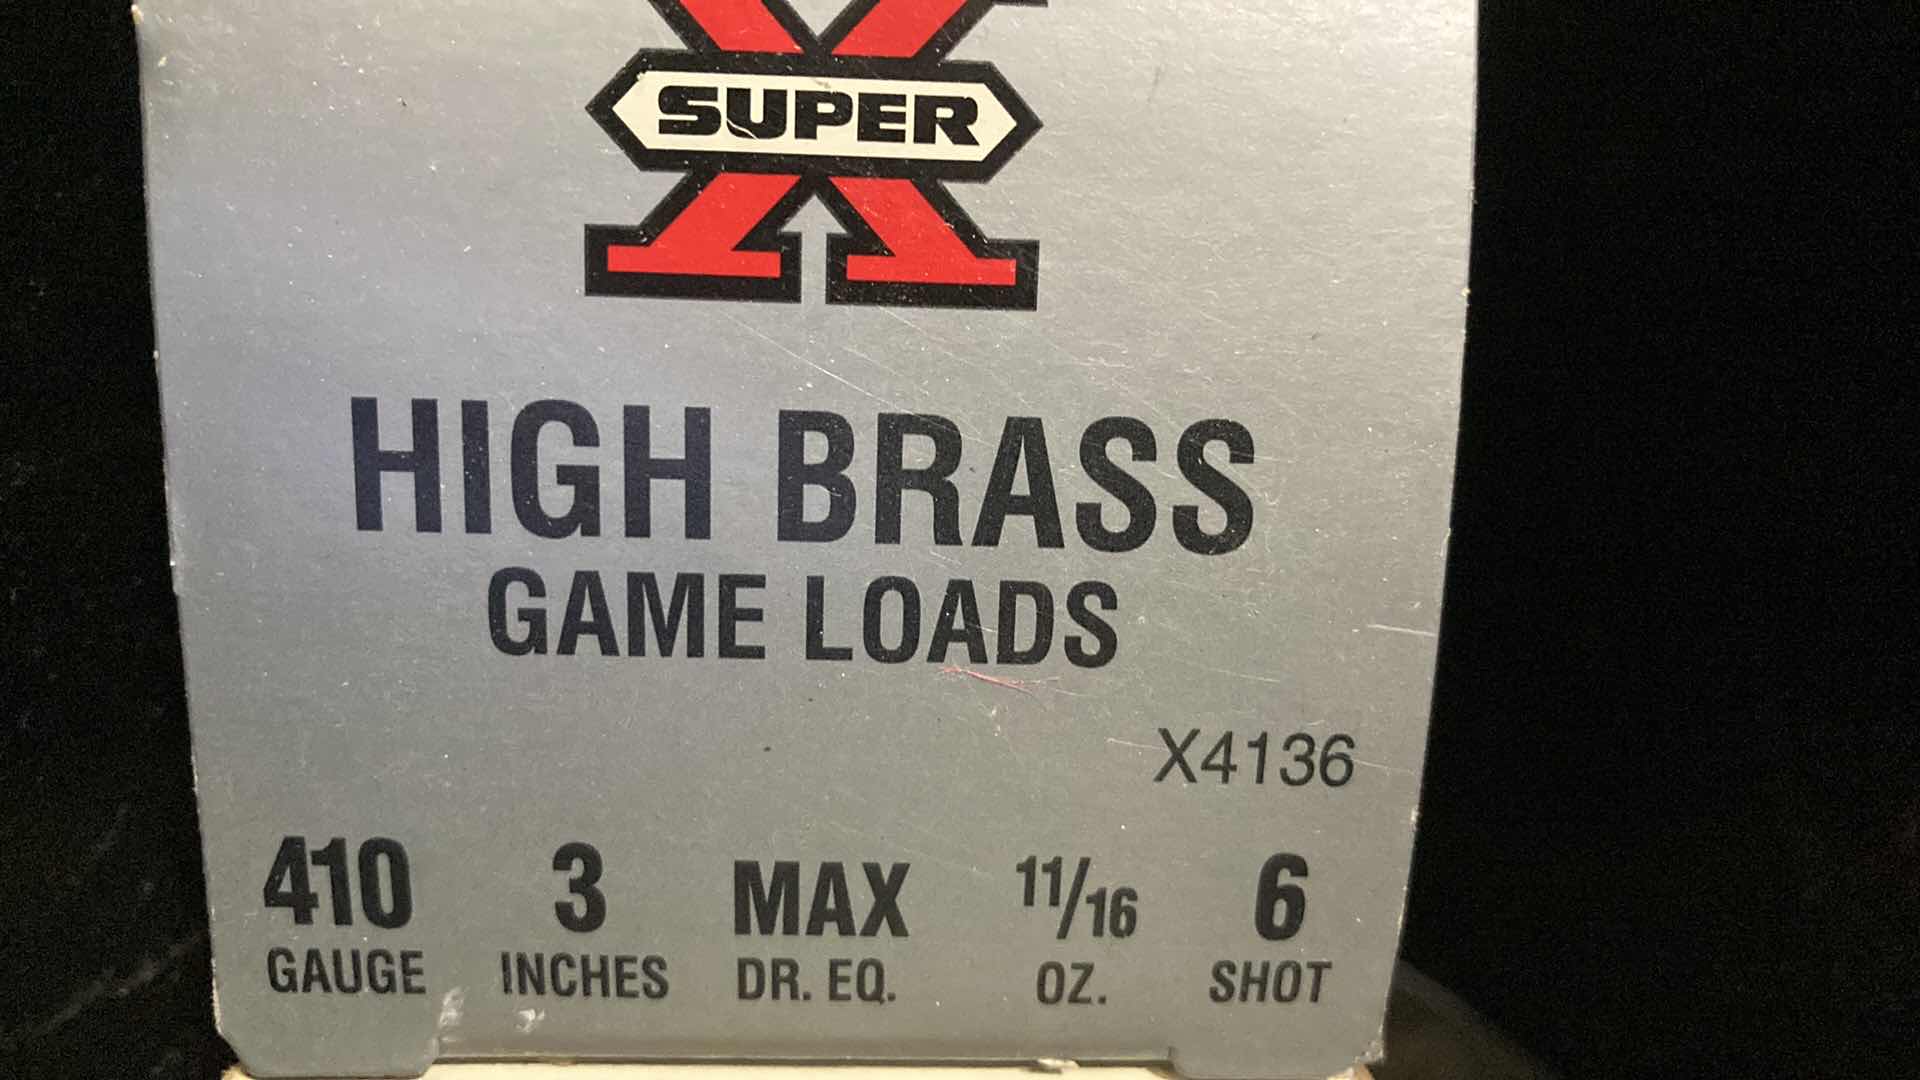 X
SUPER
HIGH BRASS
GAME LOADS
X4136
410 3 MAX 11/16 6
GAUGE INCHES DR. EQ. OZ. SHOT